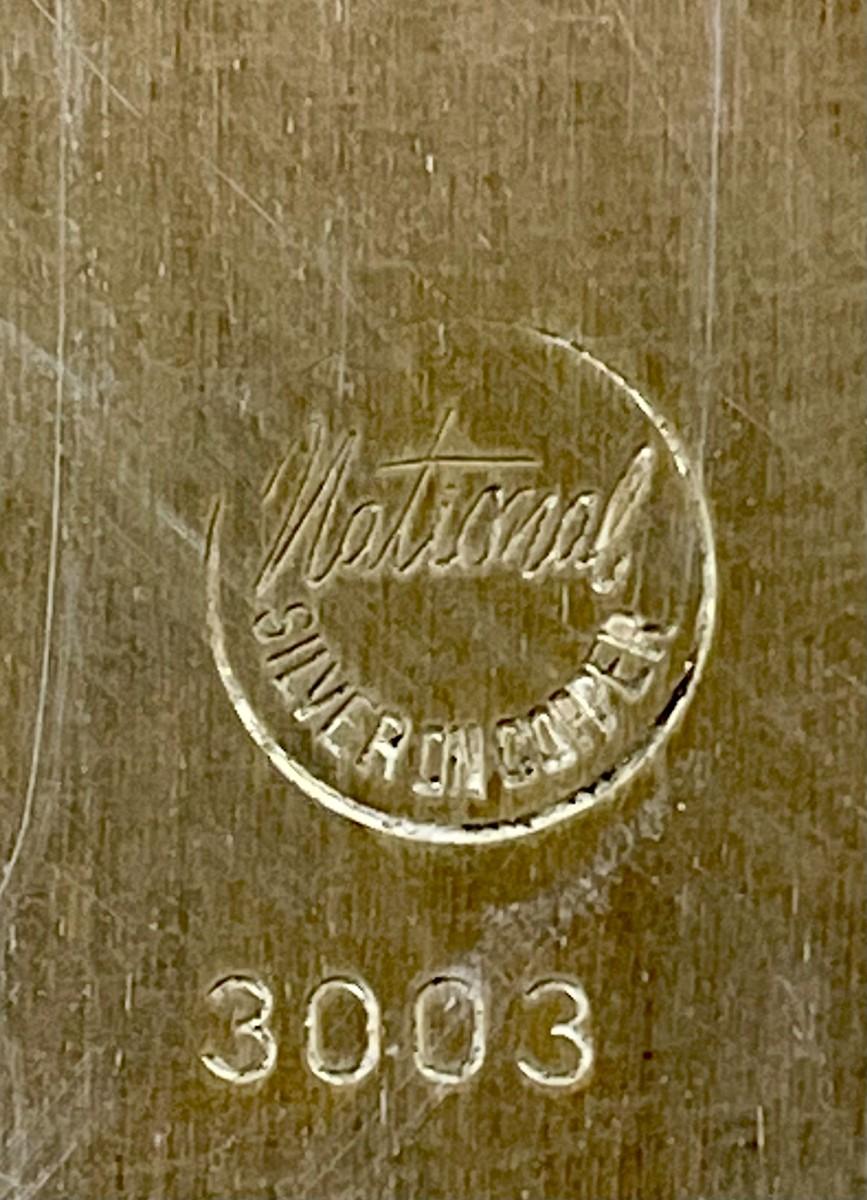 National
SILVER ON COPPER
3003